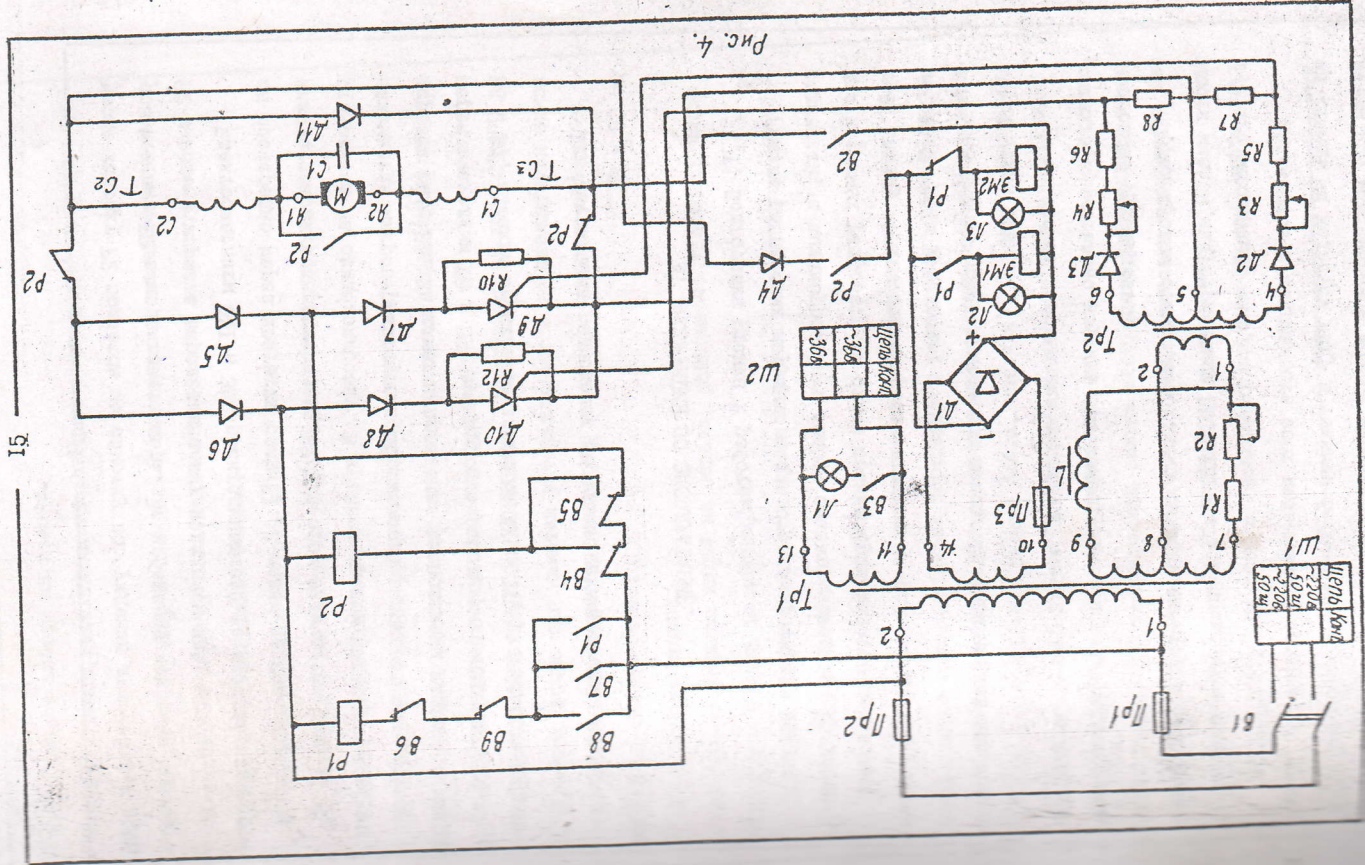 В1
Пр1
Пр2
В8
В9
В6
Р1
В7
Р1
Ш1
Цепь Конт.
~220в
50гц
~220в
50гц
1
2
Тр1
В4
Р2
В5
7
8
9
10
14
11
13
R1
R2
L
Пр3
В3
Л1
1
2
Д1
–
+
Ш2
Цепь Конт.
~36в
~36в
Тр2
4
5
6
Д10
R12
Д8
Д6
Д9
R10
Д7
Д5
Д2
Д3
Л2
ЭМ1
Р1
Л3
ЭМ2
Р1
Р2
Д4
R3
R4
R5
R6
R7
R8
В2
Р2
Р2
Р2
С3
С1
Я2
М
Я1
С1
С2
С2
Д11
Рис. 4.
15